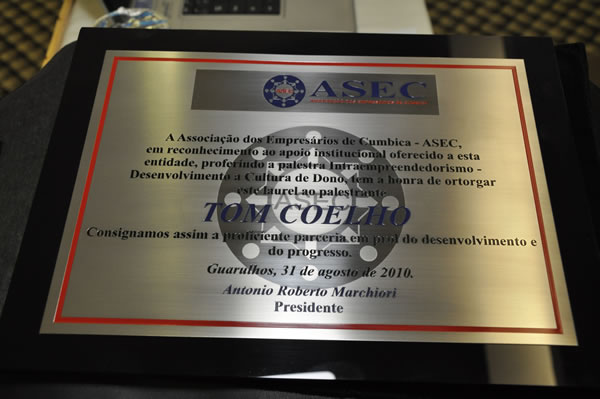 ASEC
A Associação dos Empresários de Cumbica - ASEC,
em reconhecimento ao apoio institucional oferecido a esta
entidade, proferindo a palestra Intraempreendedorismo -
Desenvolvimento a Cultura de Dono, tem a honra de ortorgar
este laurel ao palestrante
TOM COELHO
Consignamos assim a proficiente parceria em prol do desenvolvimento e
do progresso.
Guarulhos, 31 de agosto de 2010.
Antonio Roberto Marchiori
Presidente
ASEC